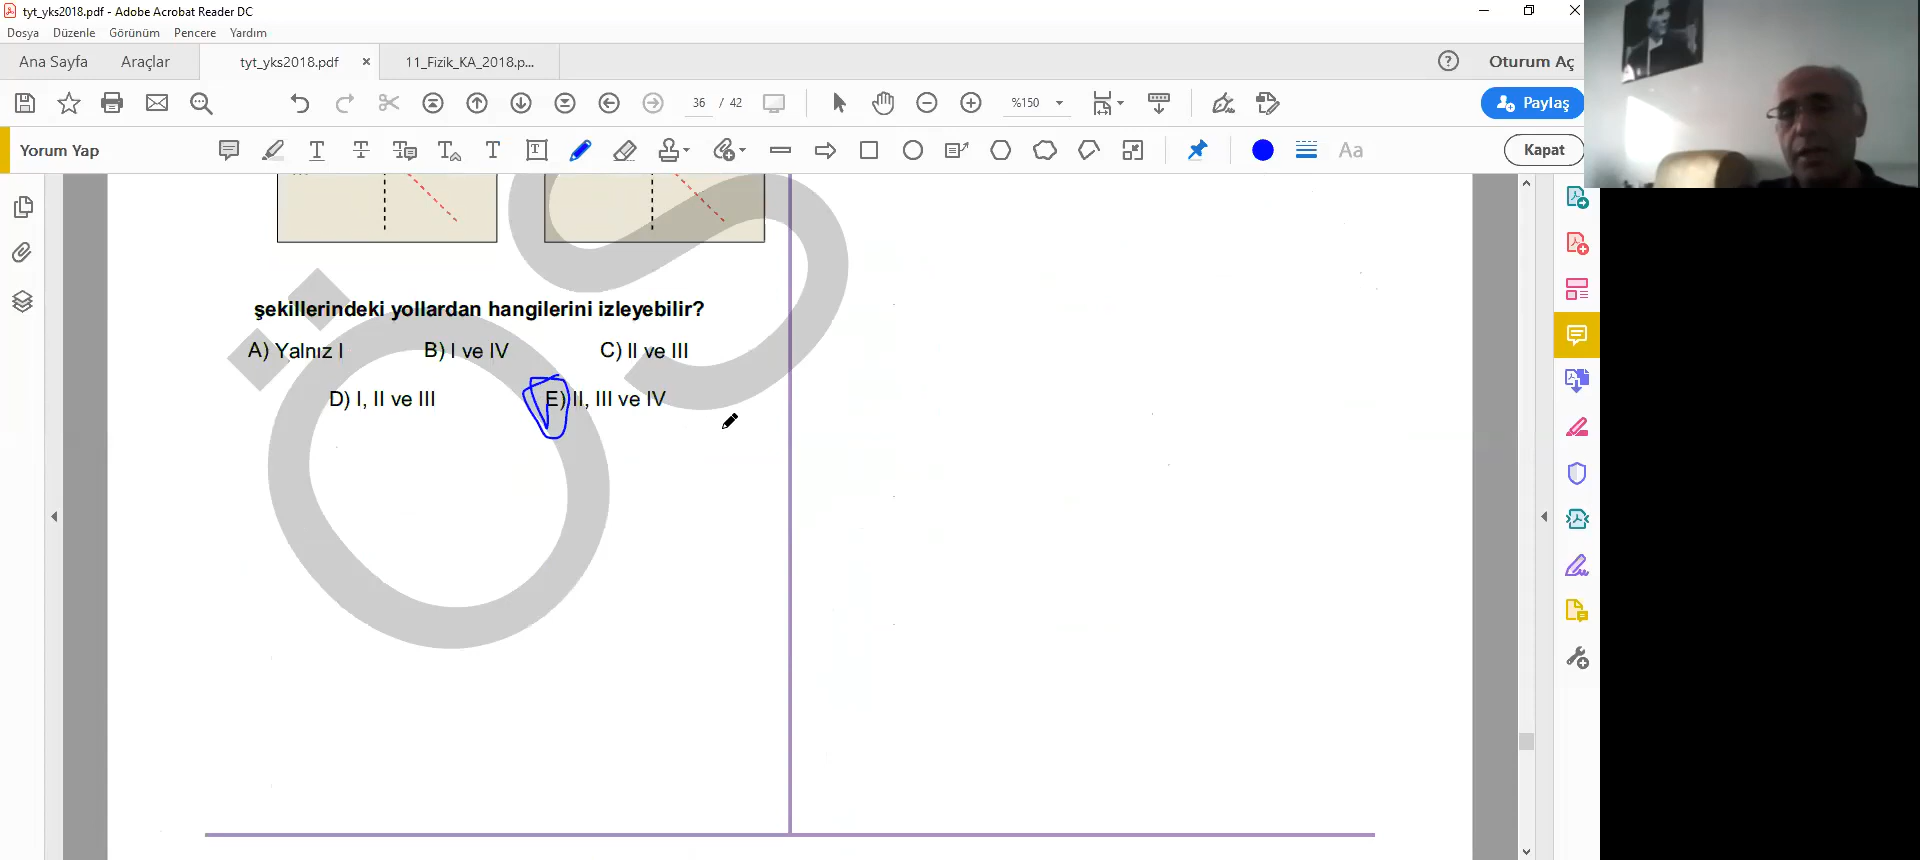 tyt_yks2018.pdf - Adobe Acrobat Reader DC
Dosya Düzenle Görünüm Pencere Yardım
Ana Sayfa Araçlar tyt_yks2018.pdf × 11_Fizik_KA_2018.p... ? Oturum Aç
36 / 42 %150 Paylaş
Yorum Yap Aa Kapat
şekillerindeki yollardan hangilerini izleyebilir?
A) Yalnız I B) I ve IV C) II ve III
D) I, II ve III E) II, III ve IV